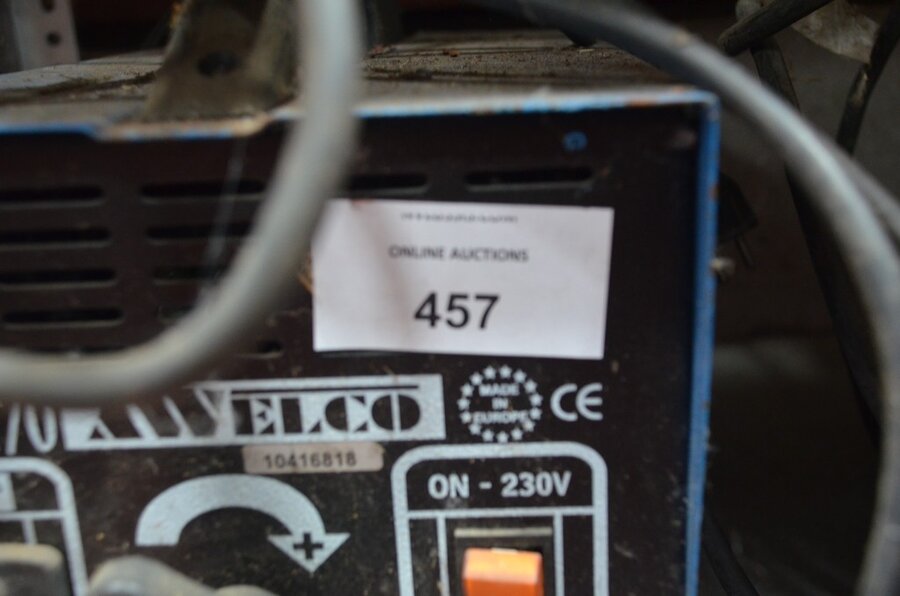 ONLINE AUCTIONS
457
ELCO
MADE
IN
EUROPE
CE
10416818
ON - 230V
+